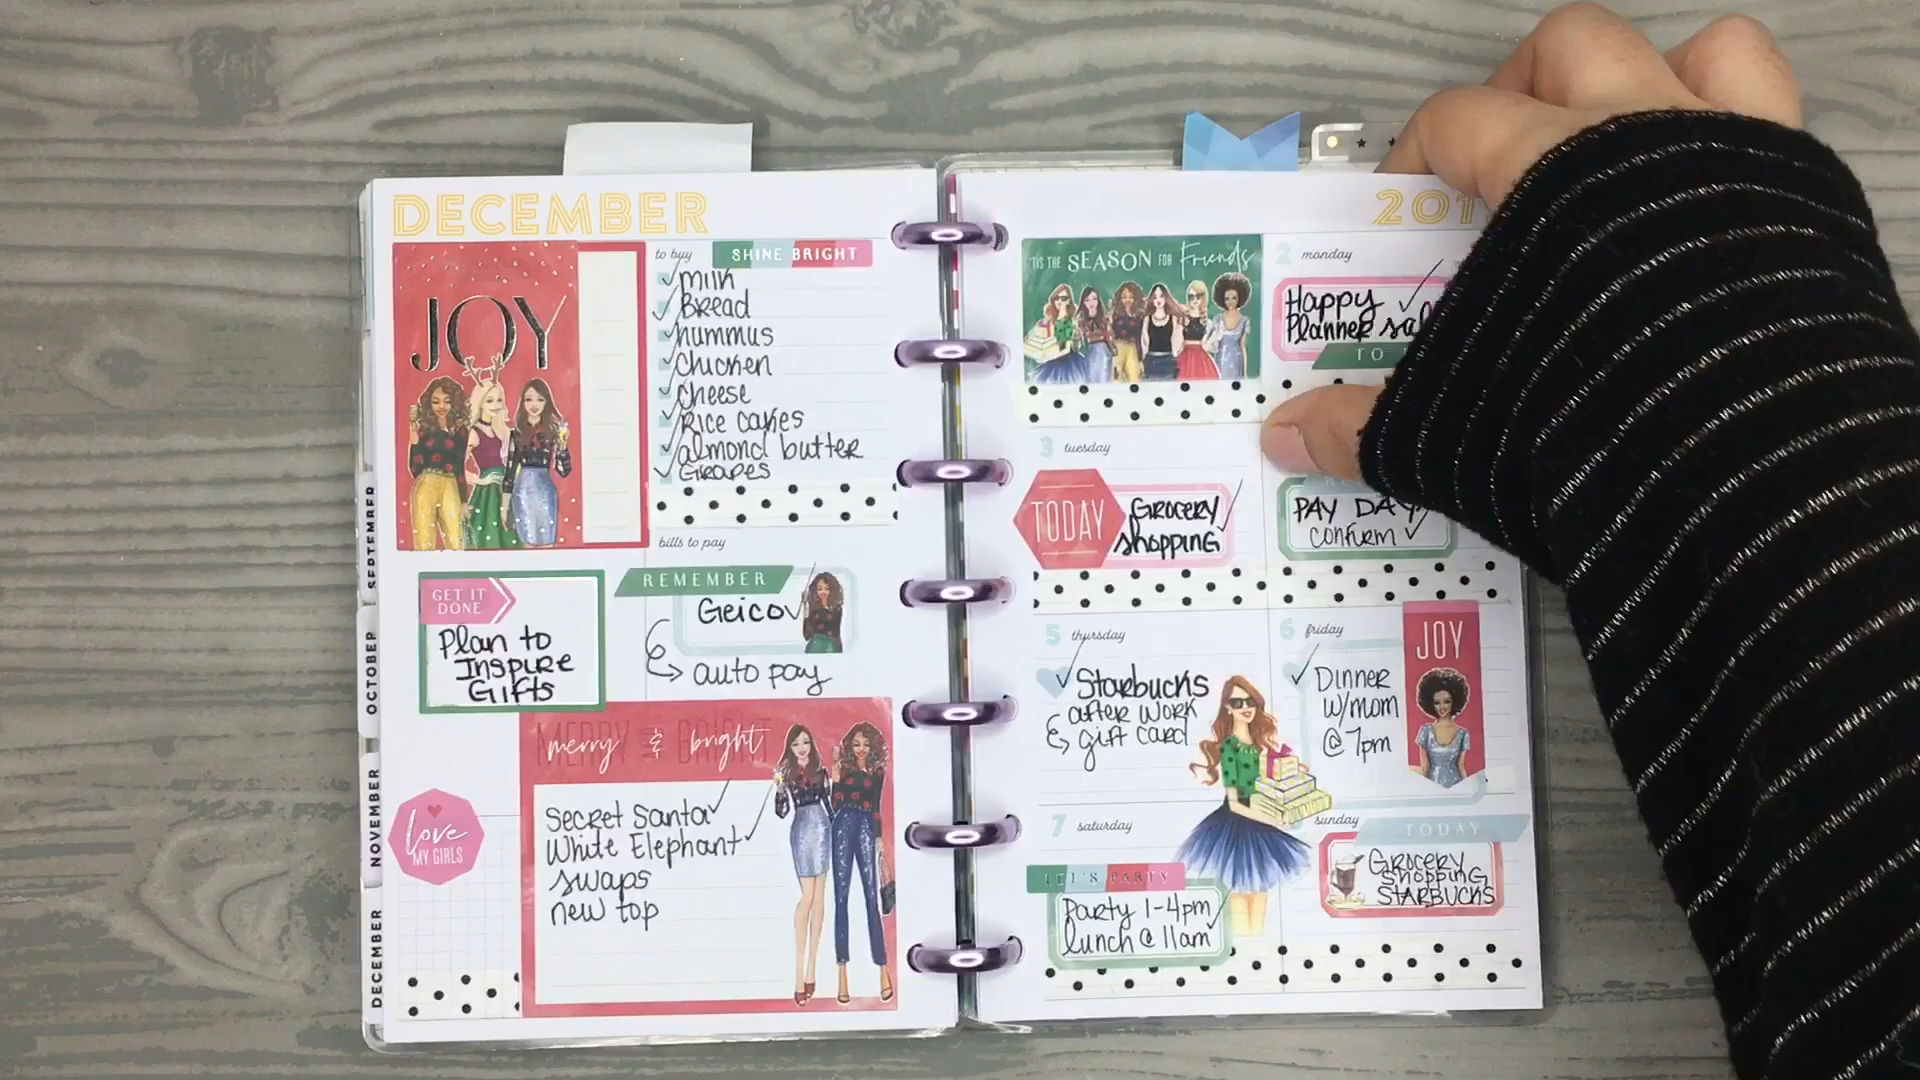 DECEMBER
JOY
to buy
SHINE BRIGHT
milk
Bread
hummus
Chicken
cheese
Rice cakes
almond butter
Grapes
bills to pay
REMEMBER
Geico
auto pay
GET IT
DONE
Plan to
Inspire
Gifts
MERRY & BRIGHT
merry & bright
Secret Santa
White Elephant
swaps
new top
love
MY GIRLS
SEPTEMBER
OCTOBER
NOVEMBER
DECEMBER
201
'TIS THE SEASON FOR Friends
2 monday
Happy
Planner
TO
3 tuesday
TODAY
Grocery
shopping
PAY DAY
confirm
5 thursday
Starbucks
after work
gift card
6 friday
JOY
Dinner
w/mom
@ 7pm
7 saturday
LET'S PARTY
Party 1-4pm
lunch @ 11am
sunday
TODAY
Grocery
shopping
STARBUCKS